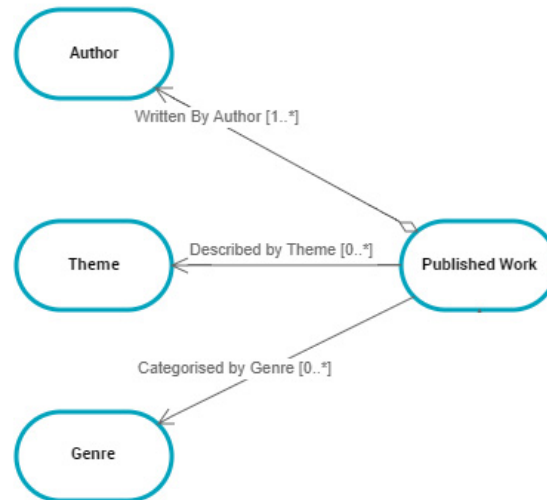 Author
Written By Author [1..*]
Theme
Described by Theme [0..*]
Published Work
Categorised by Genre [0..*]
Genre